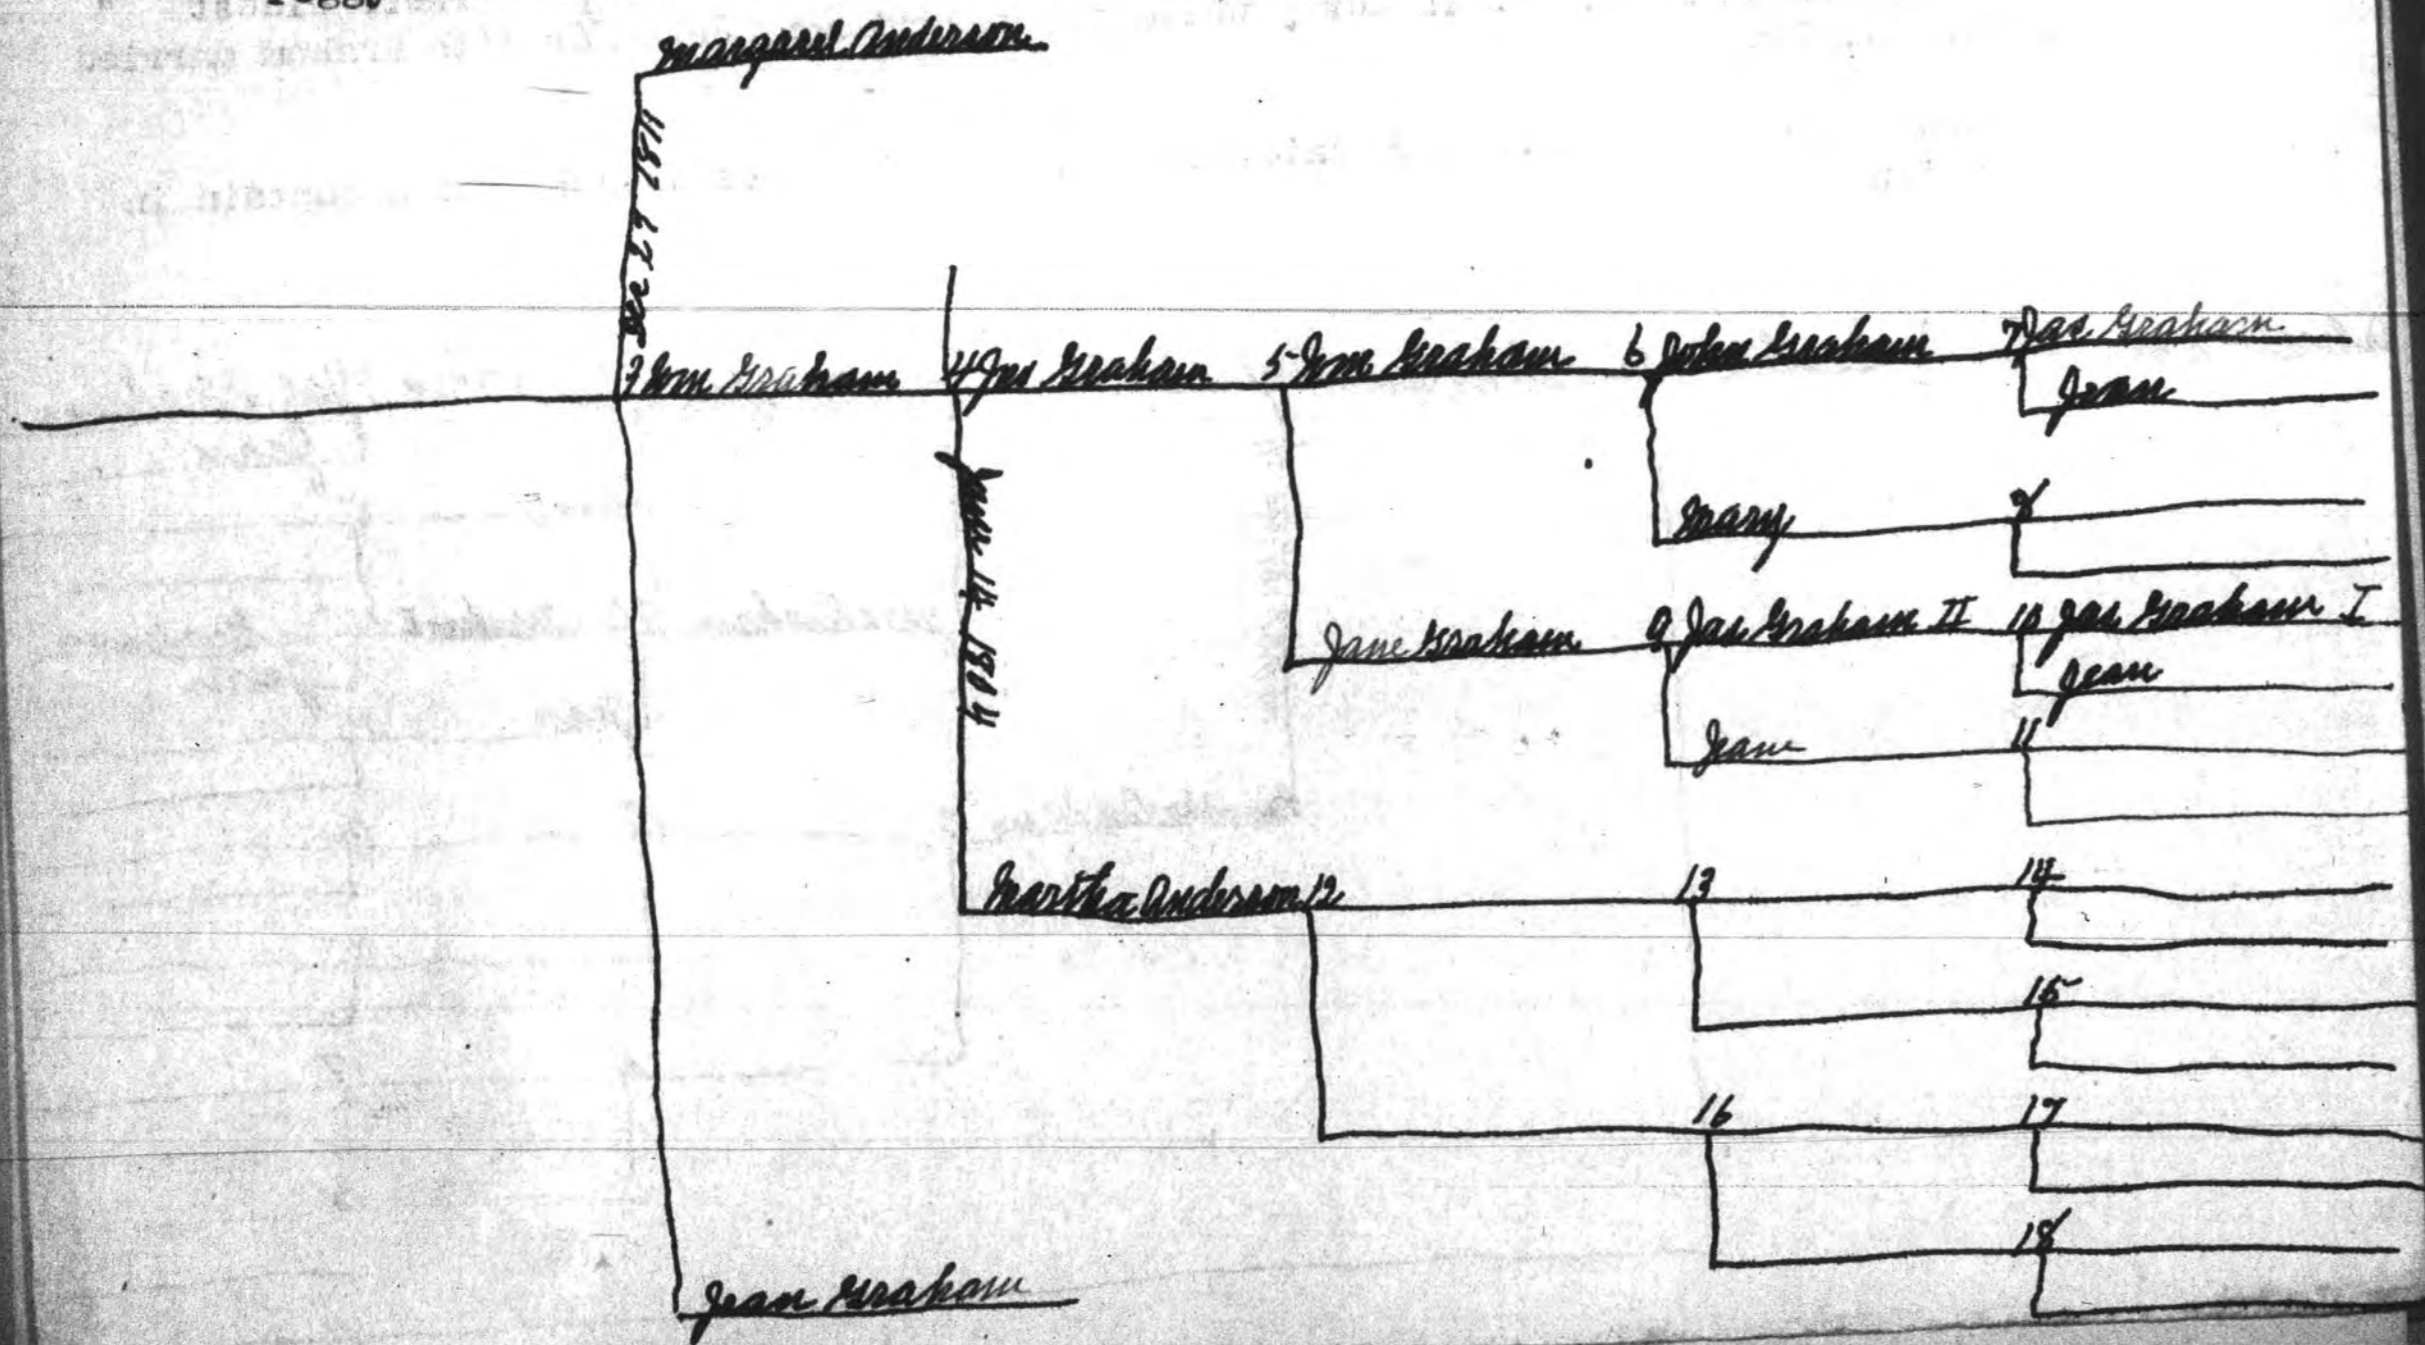 Margaret Anderson
Dec 27 1811
3 Wm Graham 4 Jas Graham 5 Wm Graham 6 John Graham 7 Jas Graham
Jean
June 14 1804
Mary 8
Jane Graham 9 Jas Graham II 10 Jas Graham I
Jean
Jean 11
Martha Anderson 12 13 14
15
16 17
18
Jean Graham